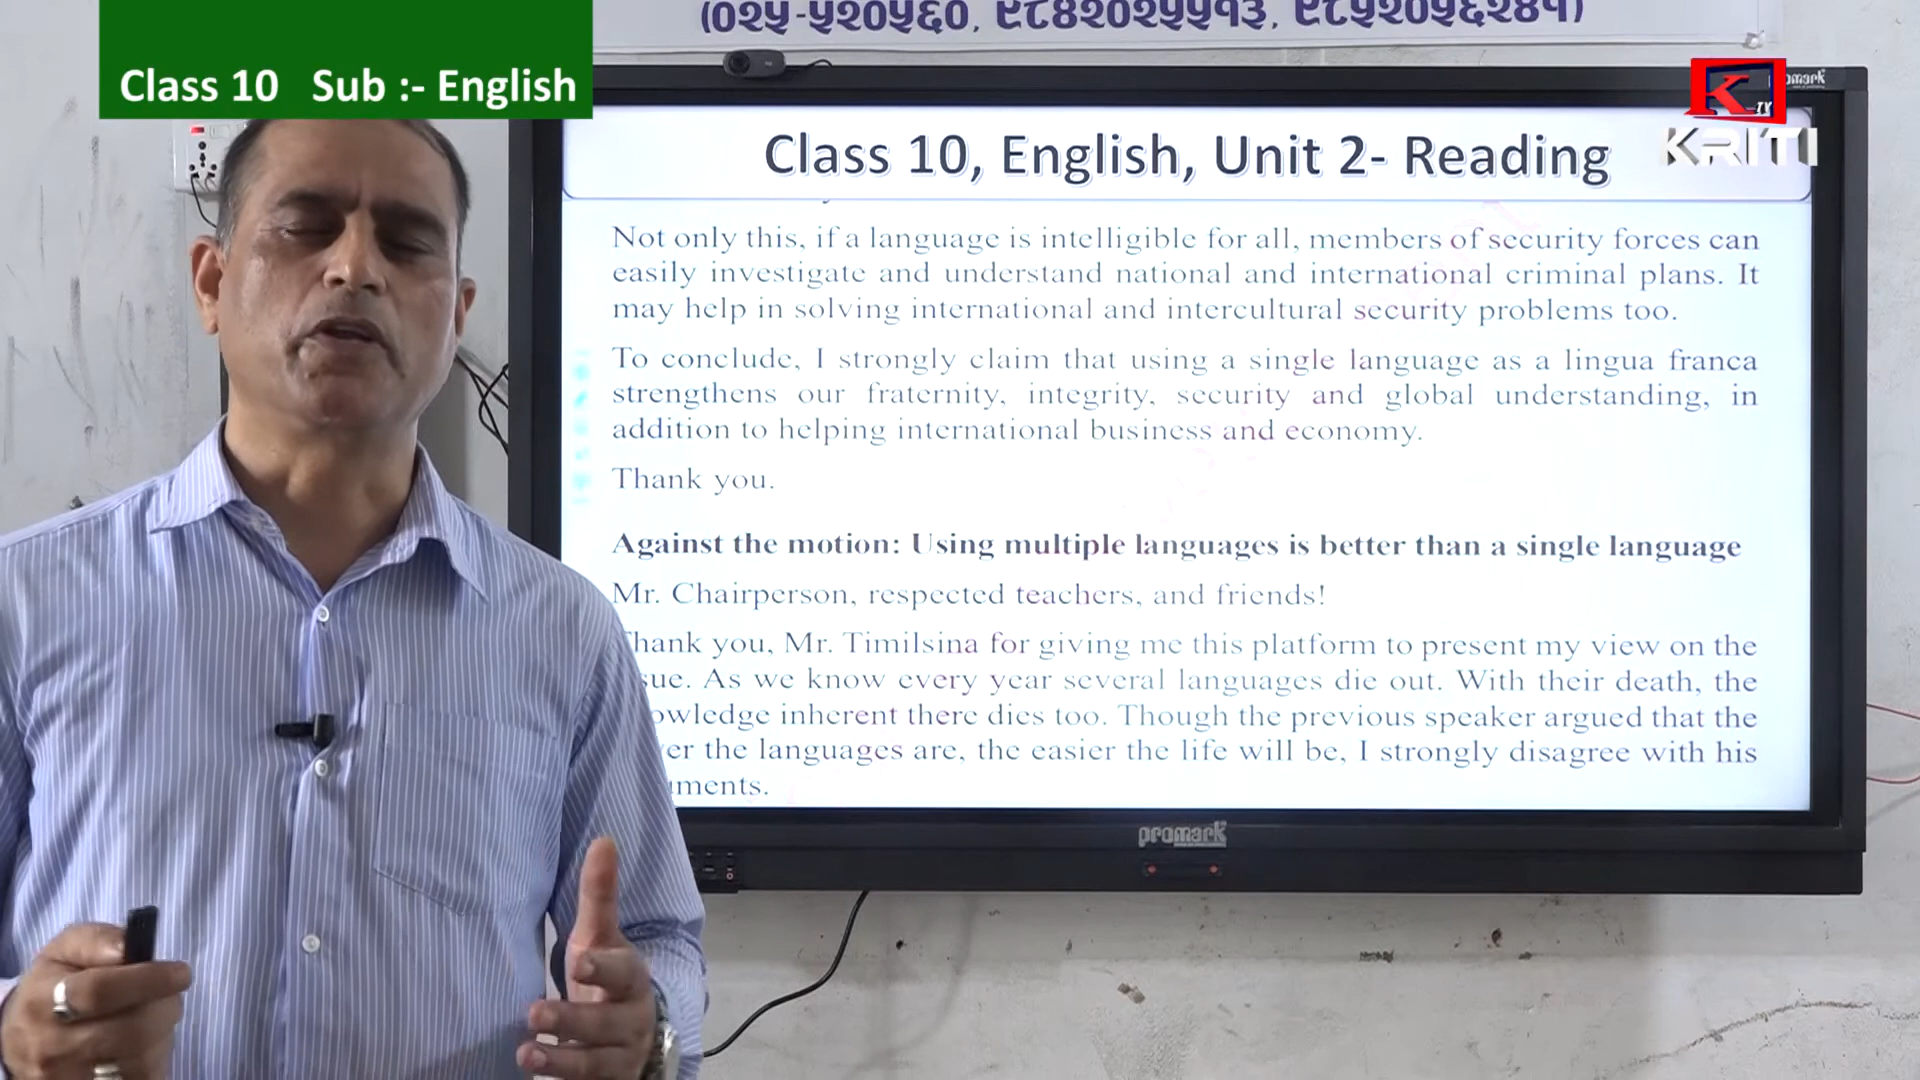 (०२५-५२०५६०, ९८४२०२५५१३, ९८५२०५६२४१)
Class 10 Sub :- English
promark
K-TV
KRITI
Class 10, English, Unit 2- Reading
Not only this, if a language is intelligible for all, members of security forces can
easily investigate and understand national and international criminal plans. It
may help in solving international and intercultural security problems too.
To conclude, I strongly claim that using a single language as a lingua franca
strengthens our fraternity, integrity, security and global understanding, in
addition to helping international business and economy.
Thank you.
Against the motion: Using multiple languages is better than a single language
Mr. Chairperson, respected teachers, and friends!
hank you, Mr. Timilsina for giving me this platform to present my view on the
sue. As we know every year several languages die out. With their death, the
owledge inherent there dies too. Though the previous speaker argued that the
er the languages are, the easier the life will be, I strongly disagree with his
uments.
promark